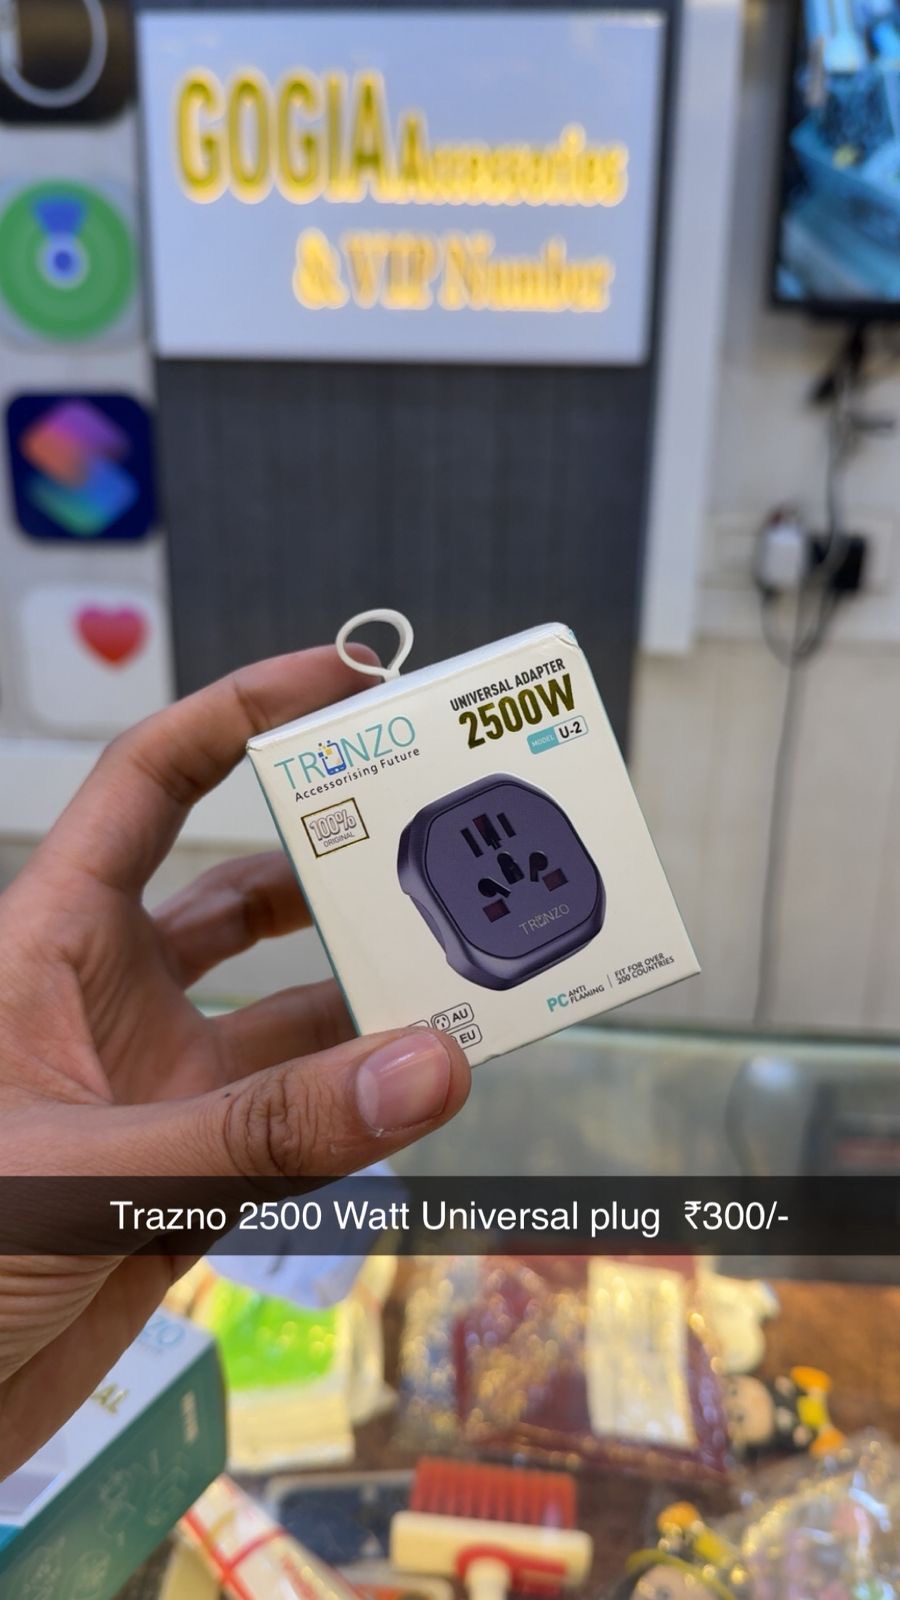 GOGIA Accessories
& VIP Number
UNIVERSAL ADAPTER
2500W
MODEL U-2
TRONZO
Accessorising Future
100%
ORIGINAL
TRONZO
PC ANTI FLAMING
FIT FOR OVER 200 COUNTRIES
AU
EU
Trazno 2500 Watt Universal plug ₹300/-